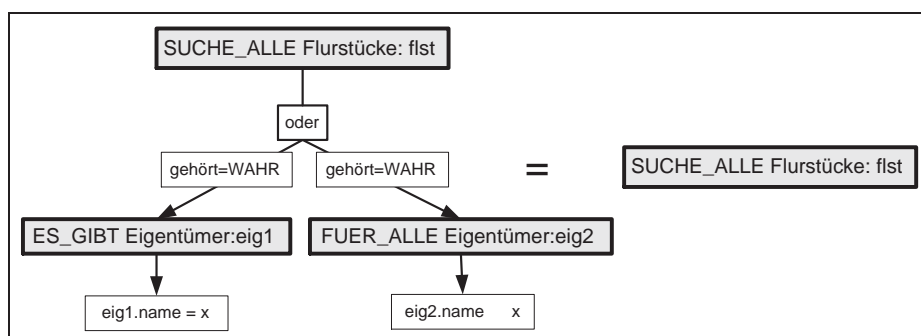 SUCHE_ALLE Flurstücke: flst
oder
gehört=WAHR
gehört=WAHR
=
SUCHE_ALLE Flurstücke: flst
ES_GIBT Eigentümer:eig1
FUER_ALLE Eigentümer:eig2
eig1.name = x
eig2.name x